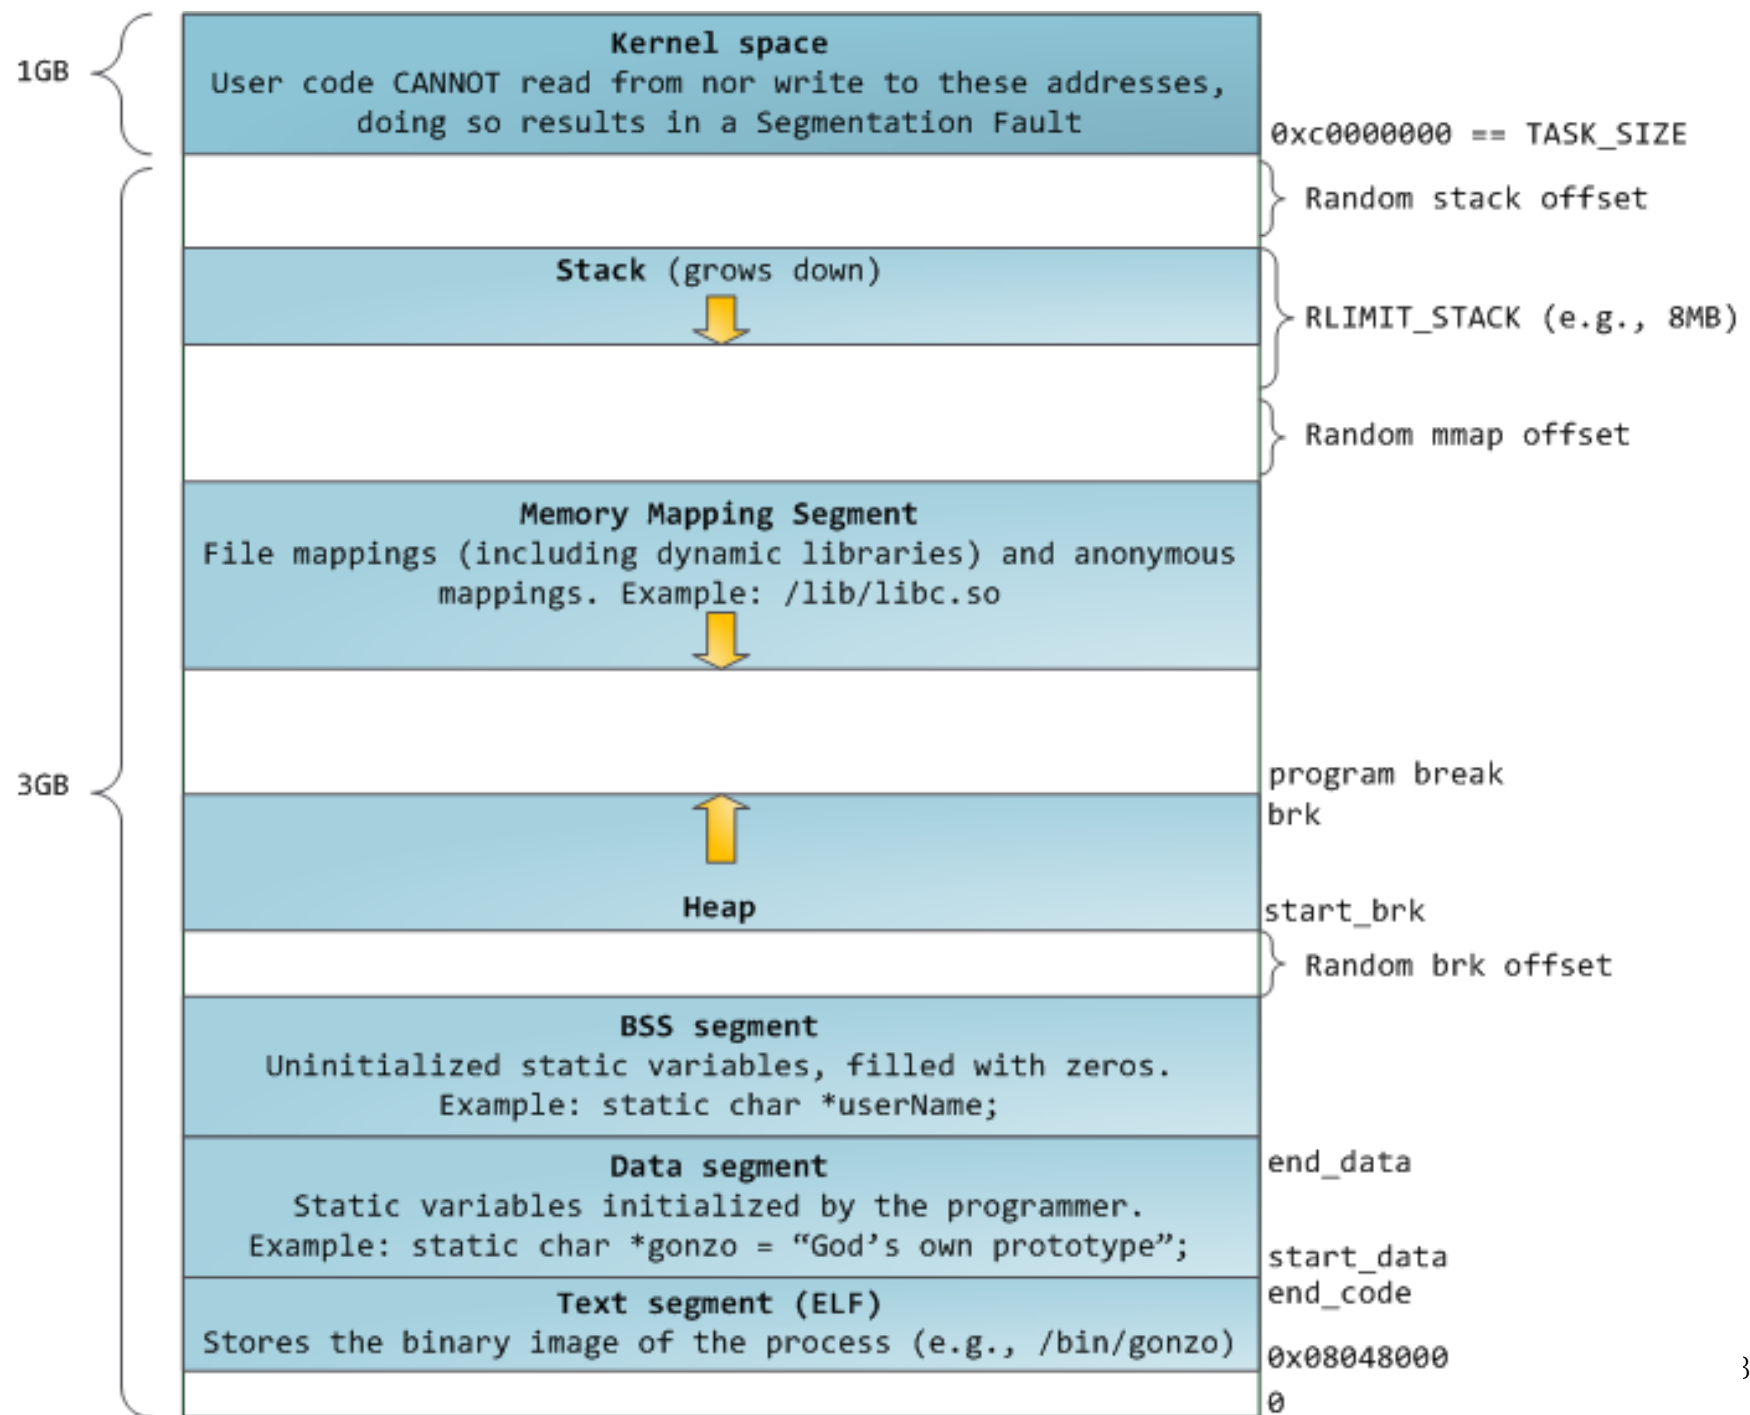 Kernel space
1GB
User code CANNOT read from nor write to these addresses,
doing so results in a Segmentation Fault
0xc0000000 == TASK_SIZE
Random stack offset
Stack (grows down)
RLIMIT_STACK (e.g., 8MB)
Random mmap offset
Memory Mapping Segment
File mappings (including dynamic libraries) and anonymous
mappings. Example: /lib/libc.so
3GB
program break
brk
Heap
start_brk
Random brk offset
BSS segment
Uninitialized static variables, filled with zeros.
Example: static char *userName;
Data segment
end_data
Static variables initialized by the programmer.
Example: static char *gonzo = “God’s own prototype”;
start_data
end_code
Text segment (ELF)
Stores the binary image of the process (e.g., /bin/gonzo)
0x08048000
0